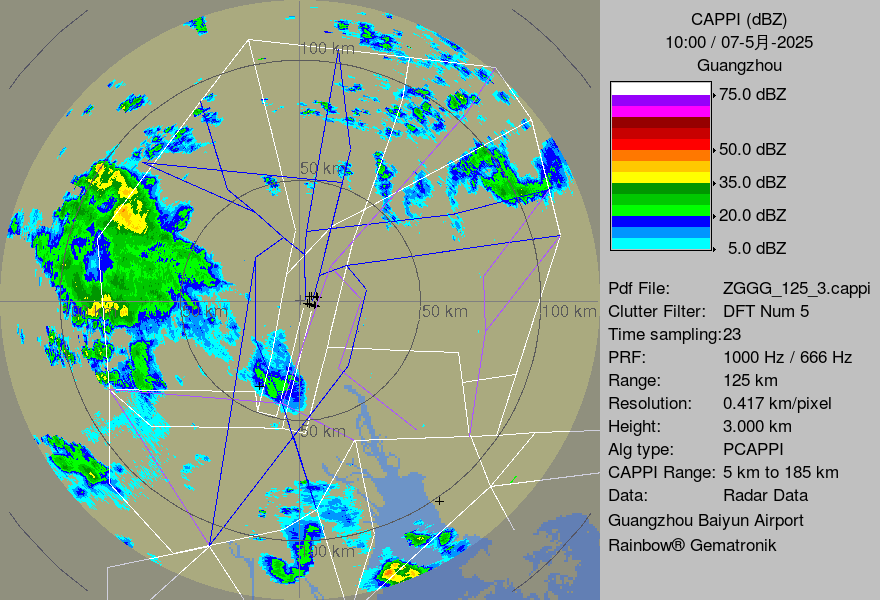 CAPPI (dBZ)
10:00 / 07-5月-2025
Guangzhou
75.0 dBZ
50.0 dBZ
35.0 dBZ
20.0 dBZ
5.0 dBZ
Pdf File: ZGGG_125_3.cappi
Clutter Filter: DFT Num 5
Time sampling:23
PRF: 1000 Hz / 666 Hz
Range: 125 km
Resolution: 0.417 km/pixel
Height: 3.000 km
Alg type: PCAPPI
CAPPI Range: 5 km to 185 km
Data: Radar Data
Guangzhou Baiyun Airport
Rainbow® Gematronik
100 km
50 km
50 km
100 km
50 km
100 km